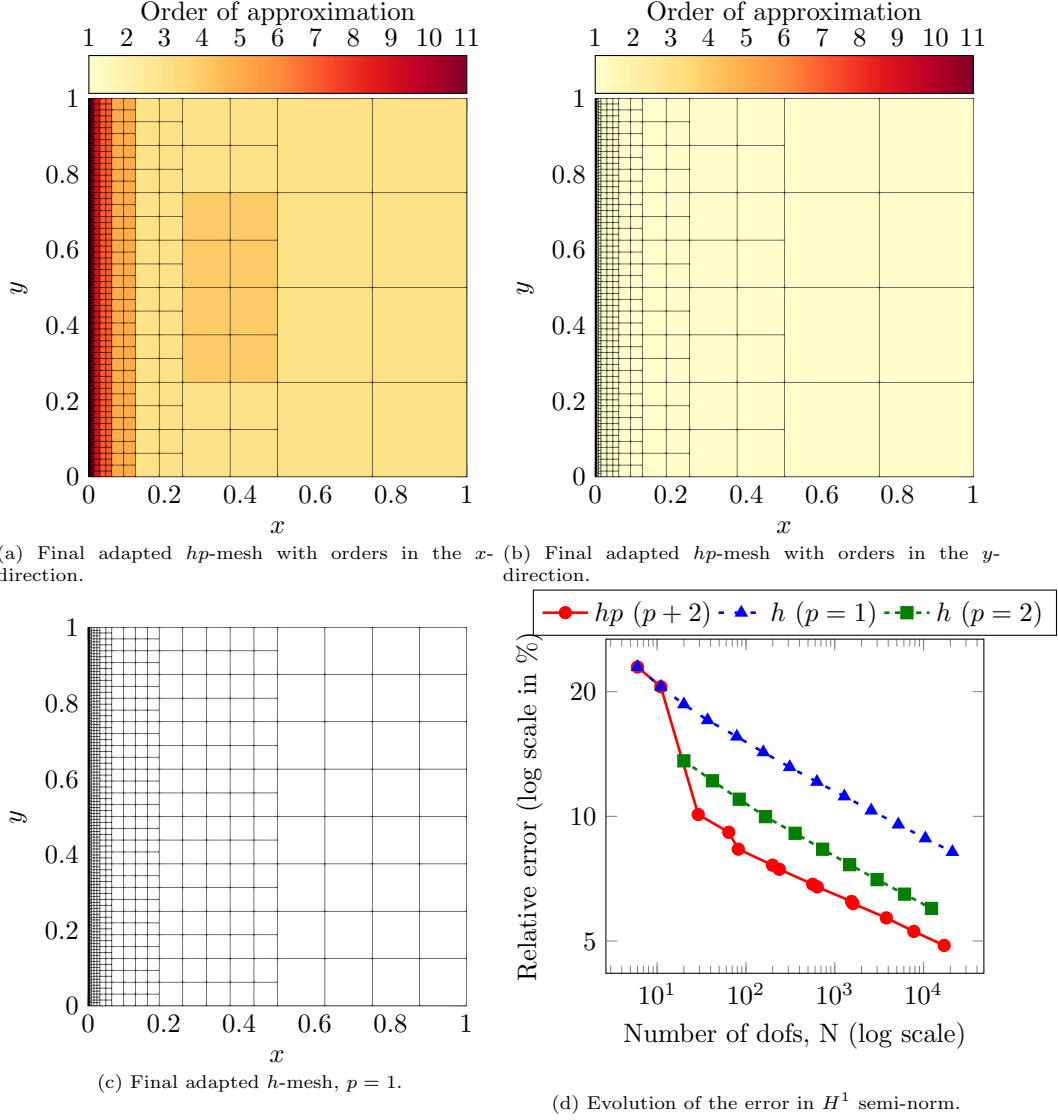 Order of approximation
1 2 3 4 5 6 7 8 9 10 11
1
0.8
0.6
0.4
0.2
0
y
0 0.2 0.4 0.6 0.8 1
x
(a) Final adapted hp-mesh with orders in the x-
direction.
Order of approximation
1 2 3 4 5 6 7 8 9 10 11
1
0.8
0.6
0.4
0.2
0
y
0 0.2 0.4 0.6 0.8 1
x
(b) Final adapted hp-mesh with orders in the y-
direction.
1
0.8
0.6
0.4
0.2
0
y
0 0.2 0.4 0.6 0.8 1
x
(c) Final adapted h-mesh, p = 1.
hp (p + 2) h (p = 1) h (p = 2)
Relative error (log scale in %)
20
10
5
10¹ 10² 10³ 10⁴
Number of dofs, N (log scale)
(d) Evolution of the error in H¹ semi-norm.